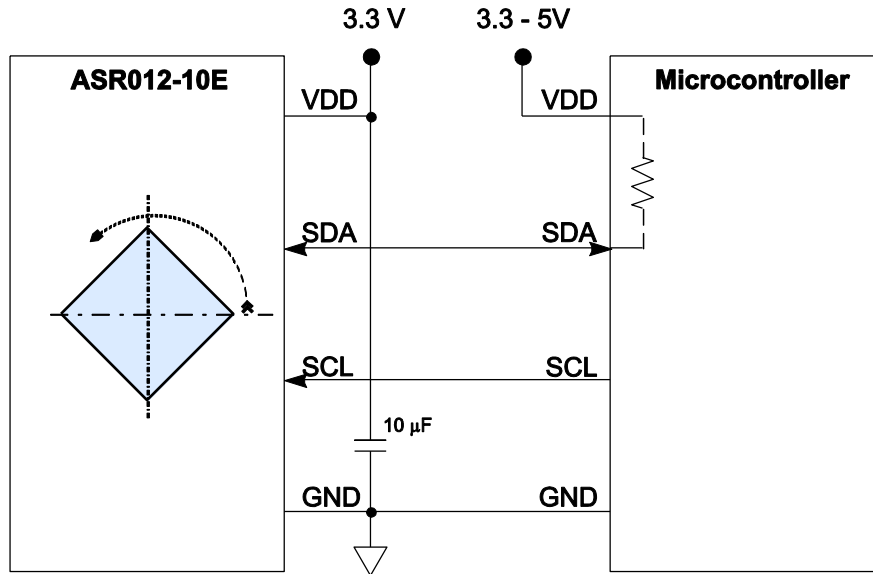 3.3 V
3.3 - 5V
ASR012-10E
Microcontroller
VDD
VDD
SDA
SDA
SCL
SCL
10 μF
GND
GND